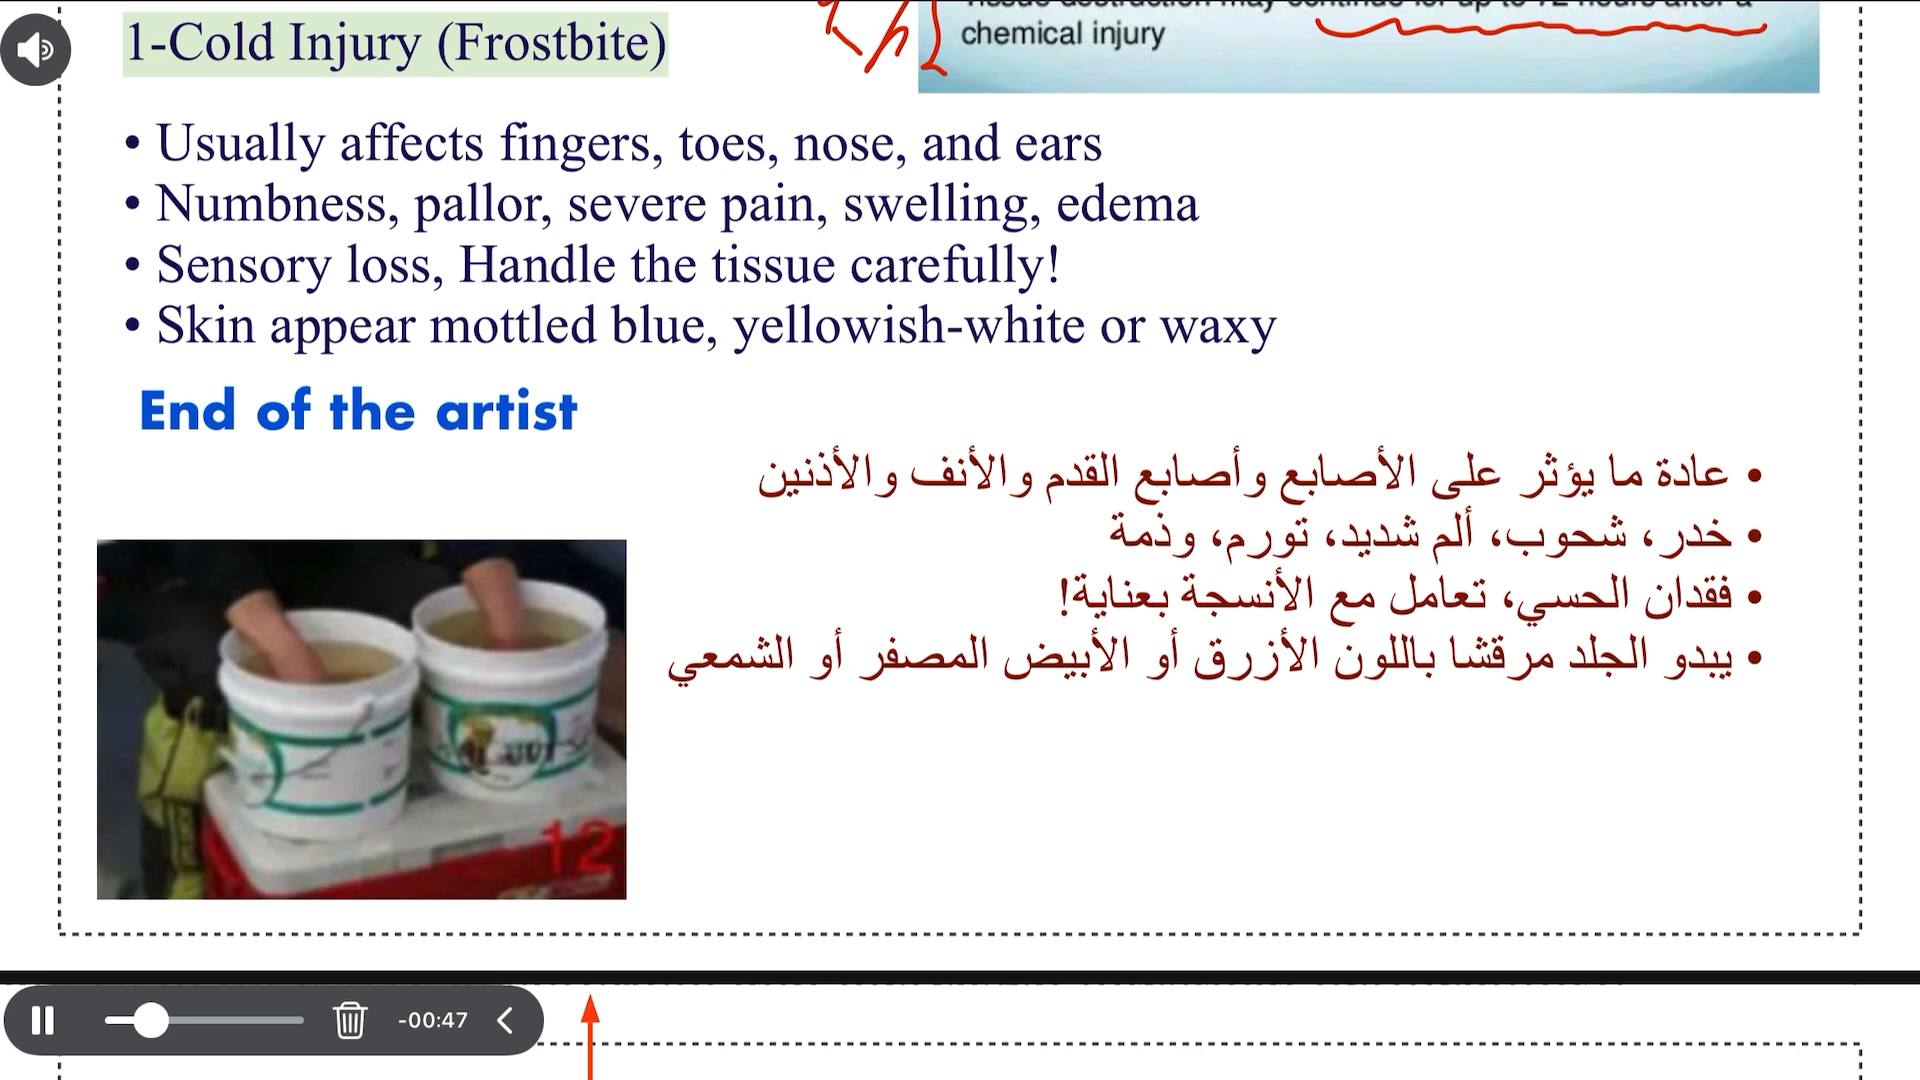 1-Cold Injury (Frostbite)
chemical injury
• Usually affects fingers, toes, nose, and ears
• Numbness, pallor, severe pain, swelling, edema
• Sensory loss, Handle the tissue carefully!
• Skin appear mottled blue, yellowish-white or waxy
End of the artist
• عادة ما يؤثر على الأصابع وأصابع القدم والأنف والأذنين
• خدر، شحوب، ألم شديد، تورم، وذمة
• فقدان الحسي، تعامل مع الأنسجة بعناية!
• يبدو الجلد مرقشا باللون الأزرق أو الأبيض المصفر أو الشمعي
12
-00:47